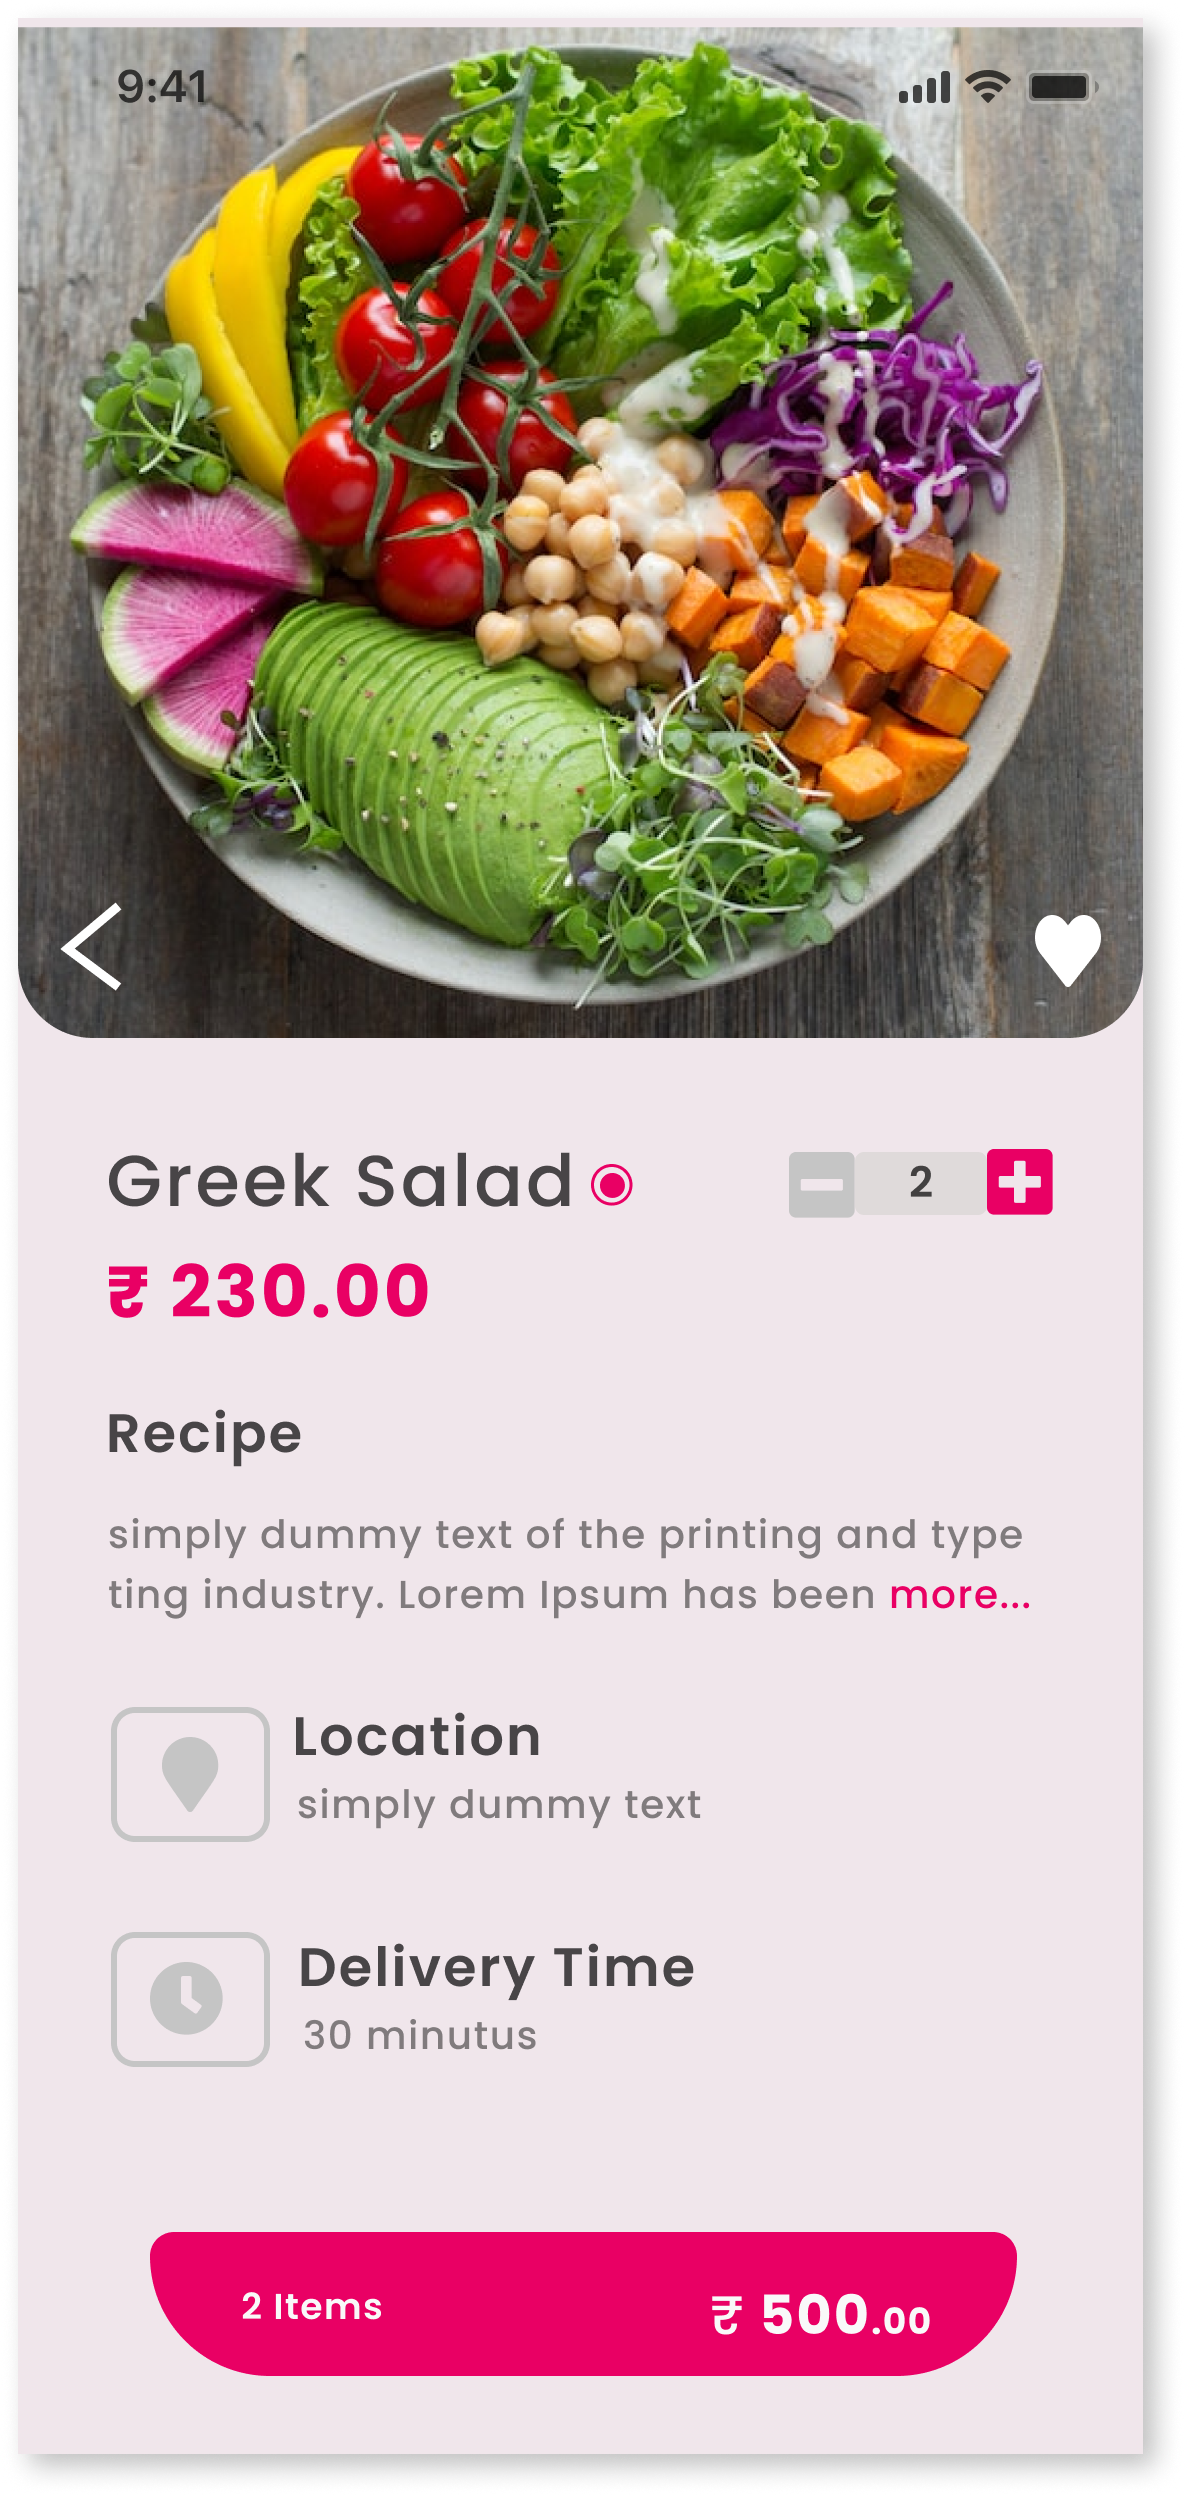 9:41
Greek Salad
2
₹ 230.00
Recipe
simply dummy text of the printing and type
ting industry. Lorem Ipsum has been more...
Location
simply dummy text
Delivery Time
30 minutus
2 Items
₹ 500.00